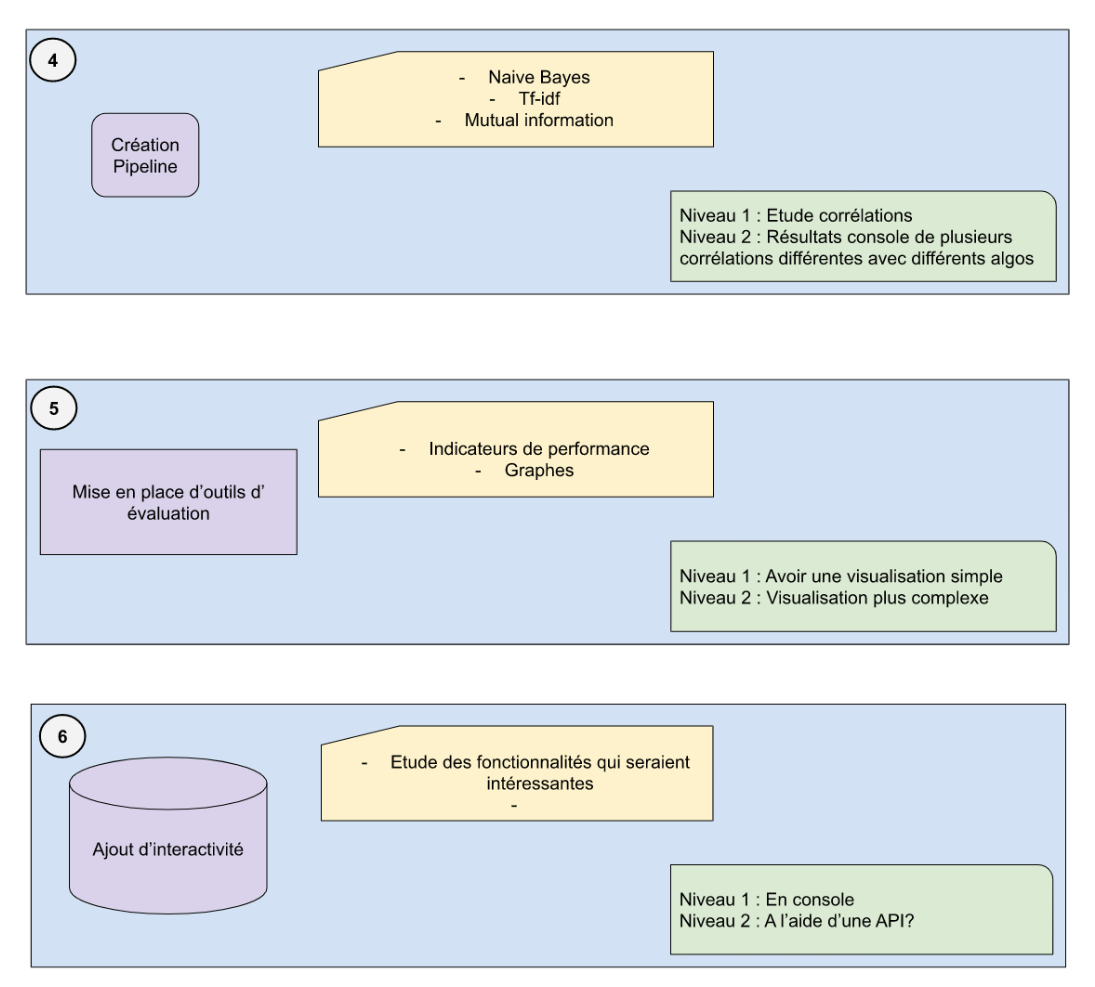 4
Création
Pipeline
- Naive Bayes
- Tf-idf
- Mutual information
Niveau 1 : Etude corrélations
Niveau 2 : Résultats console de plusieurs
corrélations différentes avec différents algos
5
Mise en place d’outils d’
évaluation
- Indicateurs de performance
- Graphes
Niveau 1 : Avoir une visualisation simple
Niveau 2 : Visualisation plus complexe
6
Ajout d’interactivité
- Etude des fonctionnalités qui seraient
intéressantes
-
Niveau 1 : En console
Niveau 2 : A l’aide d’une API?